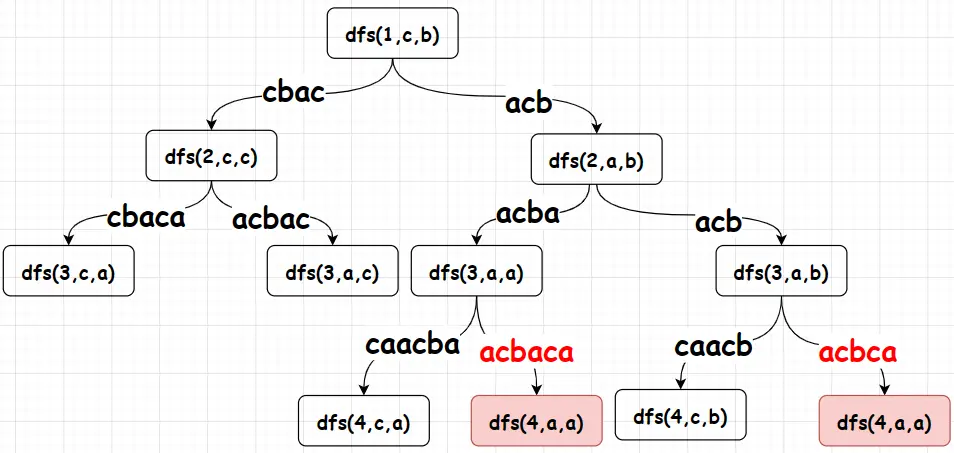 dfs(1,c,b)
cbac
acb
dfs(2,c,c)
dfs(2,a,b)
cbaca
acbac
acba
acb
dfs(3,c,a)
dfs(3,a,c)
dfs(3,a,a)
dfs(3,a,b)
caacba
acbaca
caacb
acbca
dfs(4,c,a)
dfs(4,a,a)
dfs(4,c,b)
dfs(4,a,a)